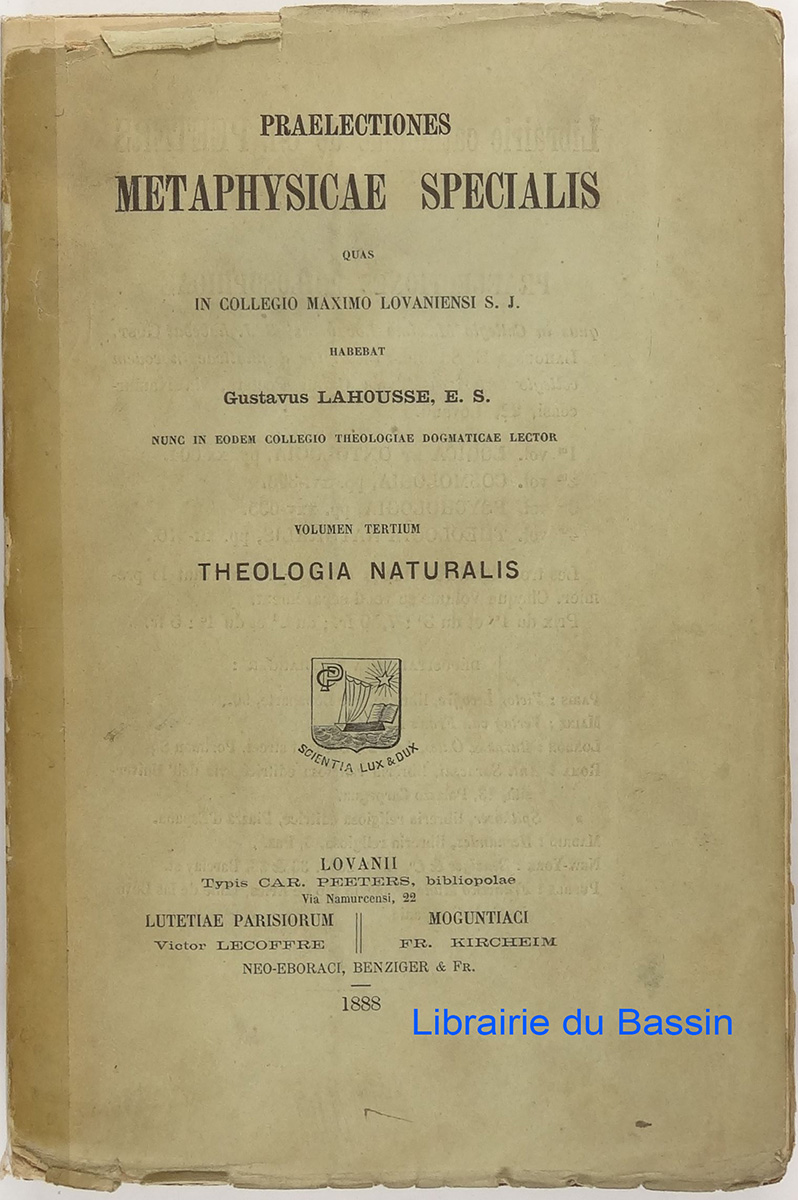 PRAELECTIONES
METAPHYSICAE SPECIALIS
QUAS
IN COLLEGIO MAXIMO LOVANIENSI S. J.
HABEBAT
Gustavus LAHOUSSE, E. S.
NUNC IN EODEM COLLEGIO THEOLOGIAE DOGMATICAE LECTOR
VOLUMEN TERTIUM
THEOLOGIA NATURALIS
CP
SCIENTIA LUX & DUX
LOVANII
Typis CAR. PEETERS, bibliopolae
Via Namurcensi, 22
LUTETIAE PARISIORUM
Victor LECOFFRE
MOGUNTIACI
FR. KIRCHEIM
NEO-EBORACI, BENZIGER & FR.
1888
Librairie du Bassin